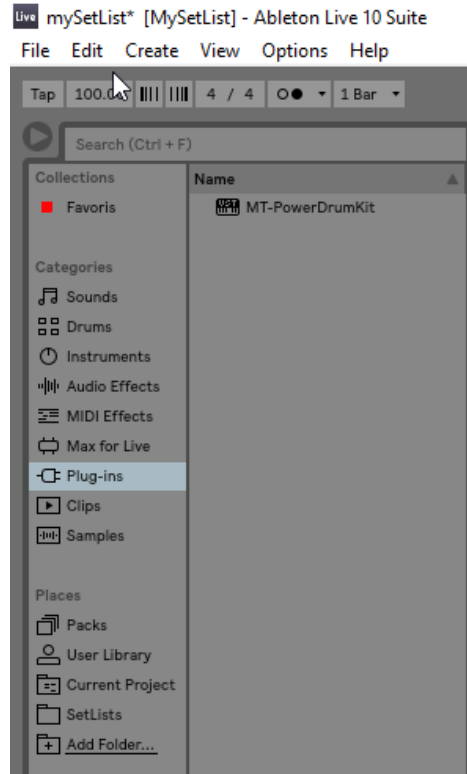 Live mySetList* [MySetList] - Ableton Live 10 Suite
File Edit Create View Options Help
Tap 100. 4 / 4 1 Bar
Search (Ctrl + F)
Collections
Name
Favoris
MT-PowerDrumKit
Categories
Sounds
Drums
Instruments
Audio Effects
MIDI Effects
Max for Live
Plug-ins
Clips
Samples
Places
Packs
User Library
Current Project
SetLists
Add Folder...